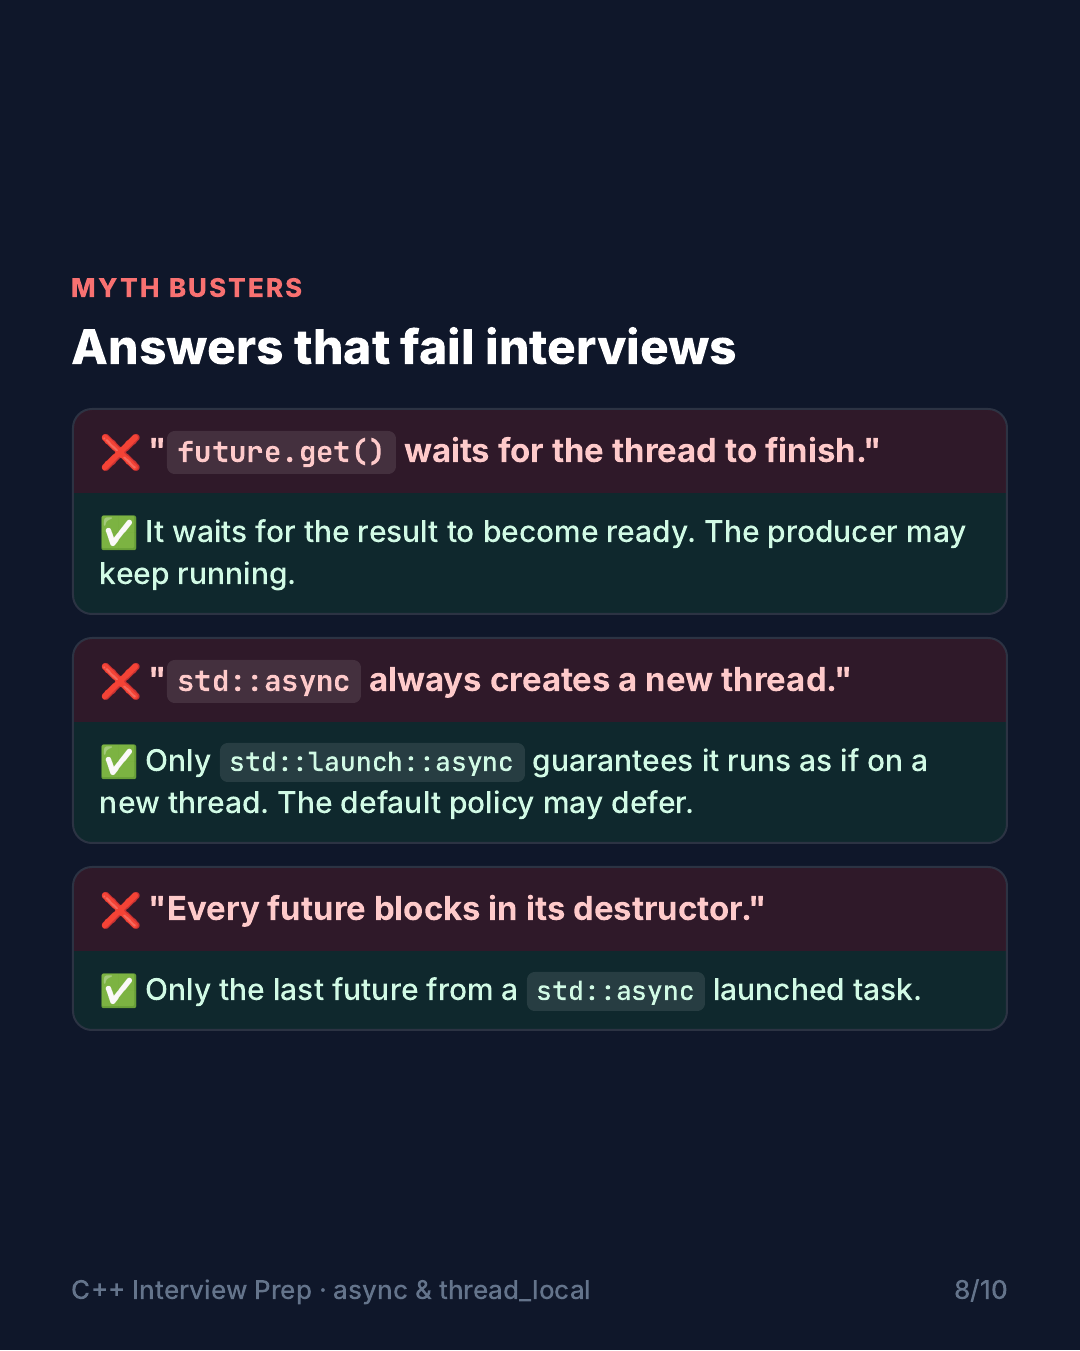 MYTH BUSTERS
Answers that fail interviews
❌ "future.get() waits for the thread to finish."
✅ It waits for the result to become ready. The producer may
keep running.
❌ "std::async always creates a new thread."
✅ Only std::launch::async guarantees it runs as if on a
new thread. The default policy may defer.
❌ "Every future blocks in its destructor."
✅ Only the last future from a std::async launched task.
C++ Interview Prep · async & thread_local
8/10